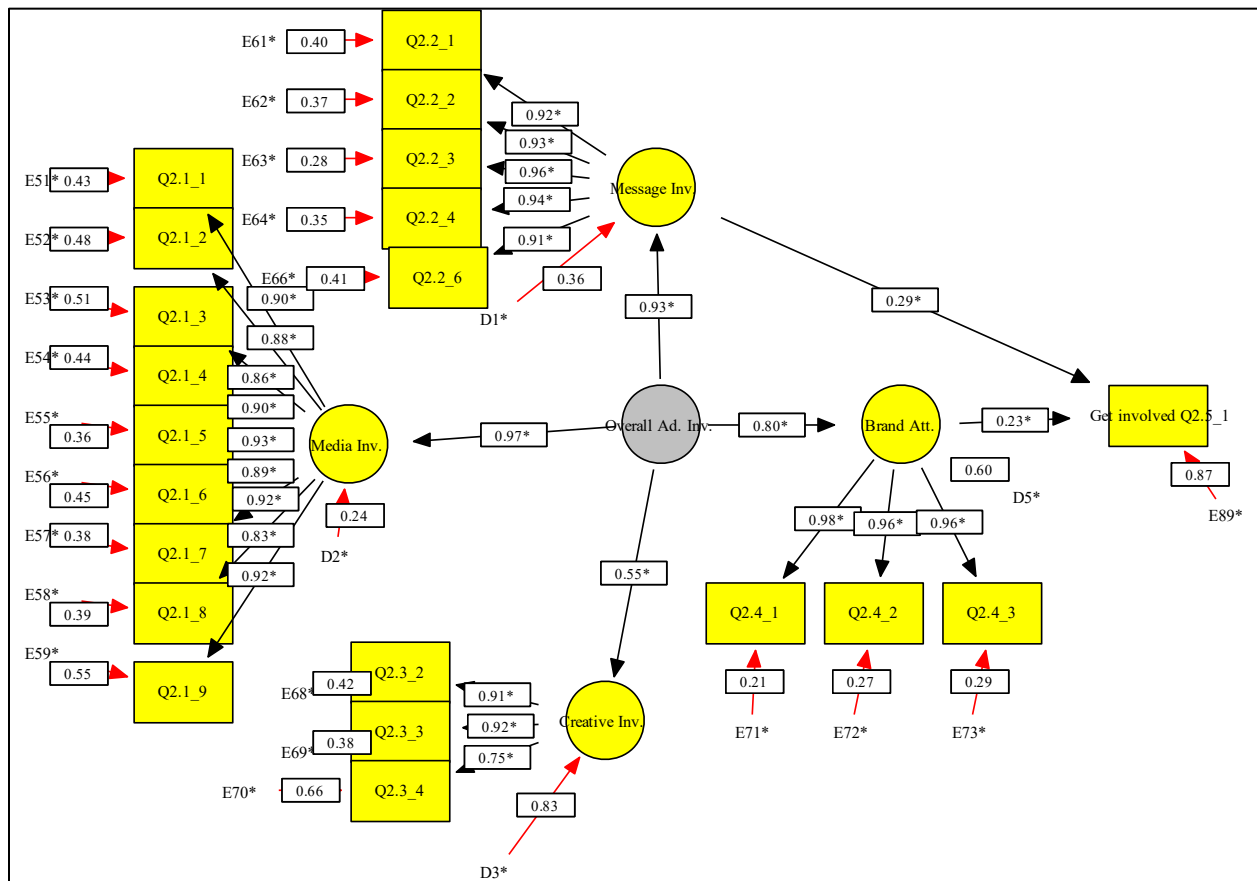 E61*
0.40
Q2.2_1
E62*
0.37
Q2.2_2
E63*
0.28
Q2.2_3
E64*
0.35
Q2.2_4
E66*
0.41
Q2.2_6
0.92*
0.93*
0.96*
0.94*
0.91*
Message Inv.
0.36
D1*
0.93*
0.29*
E51*
0.43
Q2.1_1
E52*
0.48
Q2.1_2
E53*
0.51
Q2.1_3
E54*
0.44
Q2.1_4
E55*
0.36
Q2.1_5
E56*
0.45
Q2.1_6
E57*
0.38
Q2.1_7
E58*
0.39
Q2.1_8
E59*
0.55
Q2.1_9
0.90*
0.88*
0.86*
0.90*
0.93*
0.89*
0.92*
0.83*
0.92*
Media Inv.
0.24
D2*
0.97*
Overall Ad. Inv.
0.80*
Brand Att.
0.23*
Get involved Q2.5_1
0.87
E89*
0.60
D5*
0.98*
0.96*
0.96*
Q2.4_1
Q2.4_2
Q2.4_3
0.21
0.27
0.29
E71*
E72*
E73*
0.55*
Creative Inv.
0.83
D3*
0.91*
0.92*
0.75*
E68*
0.42
Q2.3_2
E69*
0.38
Q2.3_3
E70*
0.66
Q2.3_4